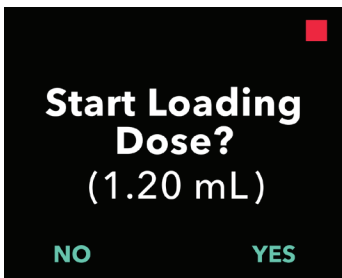 Start Loading
Dose?
(1.20 mL)
NO YES